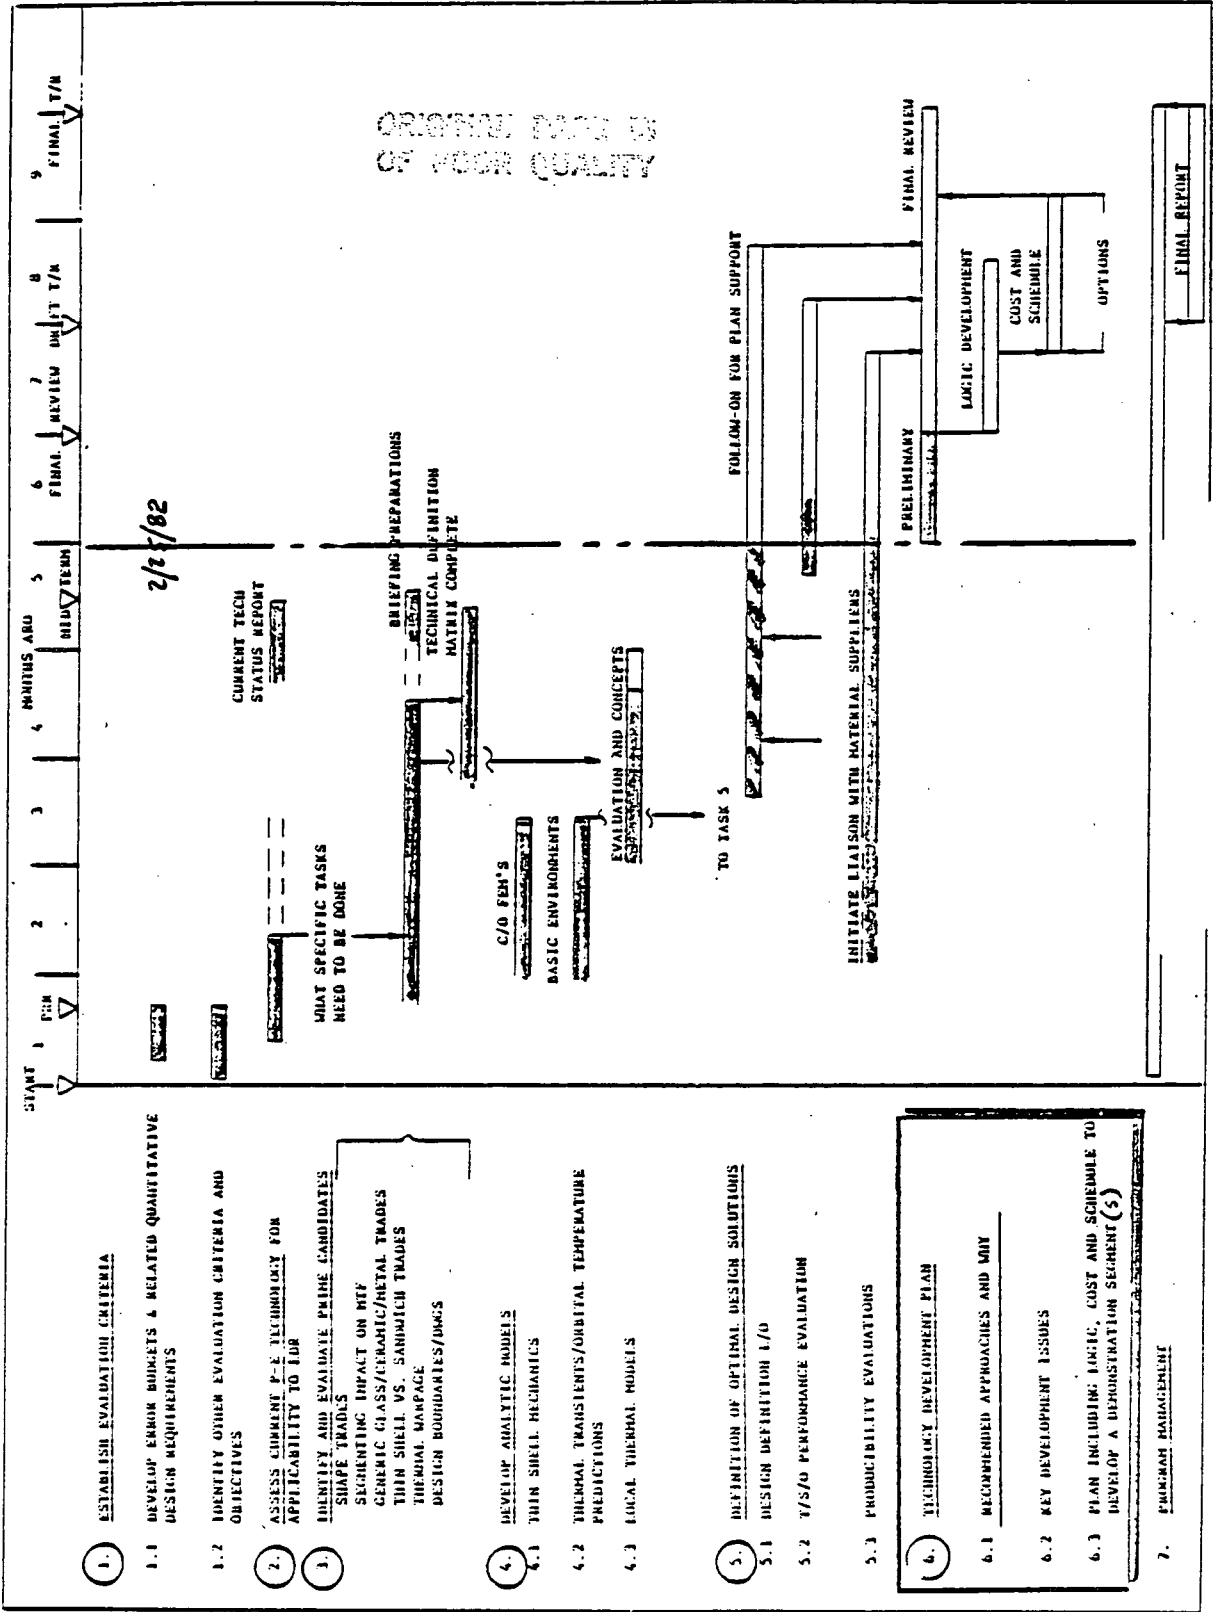 MONTHS ARO
START 1 2 3 4 5 6 7 8 9
PRM MID TERM FINAL REVIEW DRAFT T/R FINAL T/R
2/25/82
ORIGINAL PAGE IS
OF POOR QUALITY
1. ESTABLISH EVALUATION CRITERIA
1.1 DEVELOP ERROR BUDGETS & RELATED QUANTITATIVE
DESIGN REQUIREMENTS
1.2 IDENTIFY OTHER EVALUATION CRITERIA AND
OBJECTIVES
2. ASSESS CURRENT P-E TECHNOLOGY FOR
APPLICABILITY TO LDR
CURRENT TECH
STATUS REPORT
3. IDENTIFY AND EVALUATE PRIME CANDIDATES
SHAPE TRADES
SEGMENTING IMPACT ON MTF
GENERIC GLASS/CERAMIC/METAL TRADES
THIN SHELL VS. SANDWICH TRADES
THERMAL WARPAGE
DESIGN BOUNDARIES/DWGS
WHAT SPECIFIC TASKS
NEED TO BE DONE
BRIEFING PREPARATIONS
TECHNICAL DEFINITION
MATRIX COMPLETE
4. DEVELOP ANALYTIC MODELS
4.1 THIN SHELL MECHANICS
C/O FEM'S
4.2 THERMAL TRANSIENTS/ORBITAL TEMPERATURE
PREDICTIONS
BASIC ENVIRONMENTS
4.3 LOCAL THERMAL MODELS
EVALUATION AND CONCEPTS
TO TASK 5
5. DEFINITION OF OPTIMAL DESIGN SOLUTIONS
5.1 DESIGN DEFINITION L/O
FOLLOW-ON FOR PLAN SUPPORT
5.2 T/S/O PERFORMANCE EVALUATION
5.3 PRODUCIBILITY EVALUATIONS
INITIATE LIAISON WITH MATERIAL SUPPLIERS
6. TECHNOLOGY DEVELOPMENT PLAN
PRELIMINARY FINAL REVIEW
6.1 RECOMMENDED APPROACHES AND WHY
LOGIC DEVELOPMENT
6.2 KEY DEVELOPMENT ISSUES
COST AND
SCHEDULE
6.3 PLAN INCLUDING LOGIC, COST AND SCHEDULE TO
DEVELOP A DEMONSTRATION SEGMENT(S)
OPTIONS
7. PROGRAM MANAGEMENT
FINAL REPORT